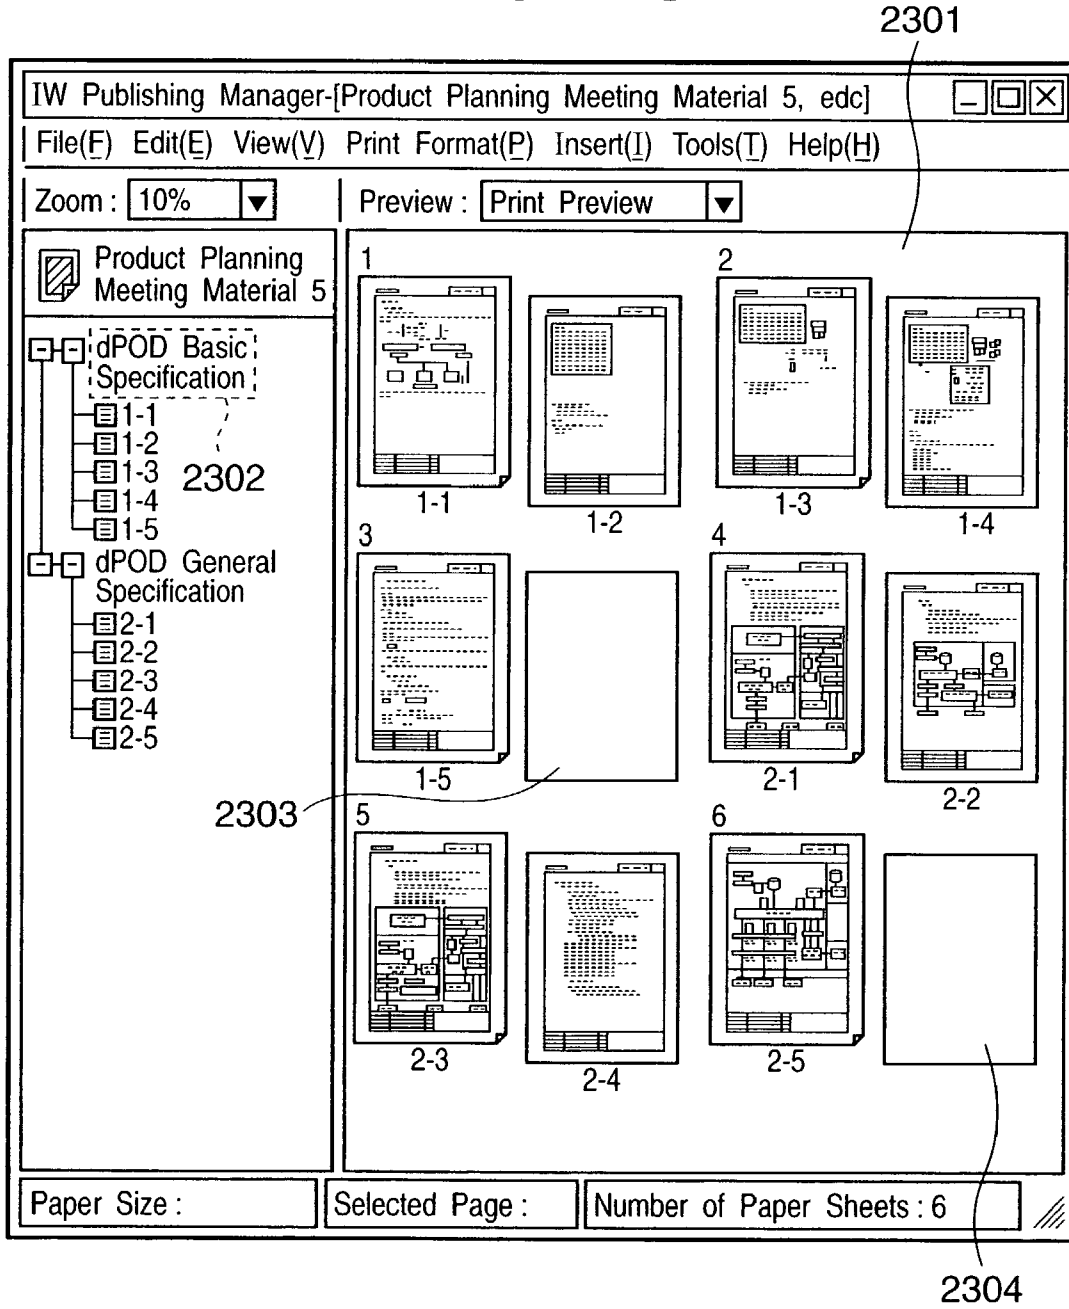 2301
IW Publishing Manager-[Product Planning Meeting Material 5, edc]
File(F) Edit(E) View(V) Print Format(P) Insert(I) Tools(T) Help(H)
Zoom : 10%
Preview : Print Preview
Product Planning
Meeting Material 5
dPOD Basic
Specification
1-1
1-2
1-3
1-4
1-5
2302
dPOD General
Specification
2-1
2-2
2-3
2-4
2-5
1
2
1-1
1-2
1-3
1-4
3
4
1-5
2-1
2-2
2303
5
6
2-3
2-4
2-5
Paper Size :
Selected Page :
Number of Paper Sheets : 6
2304